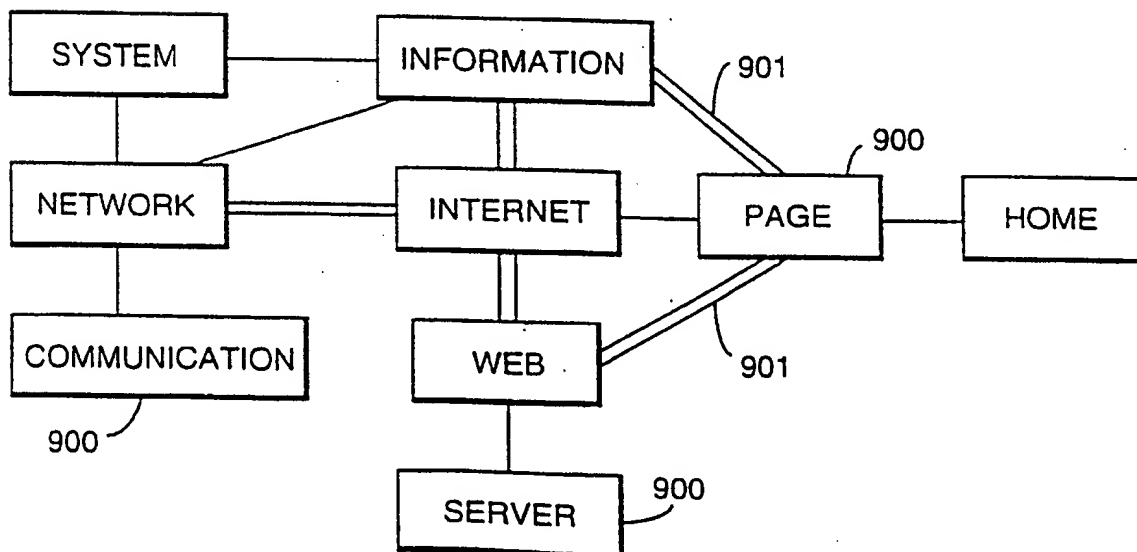 SYSTEM
INFORMATION
901
900
NETWORK
INTERNET
PAGE
HOME
COMMUNICATION
WEB
901
900
SERVER
900